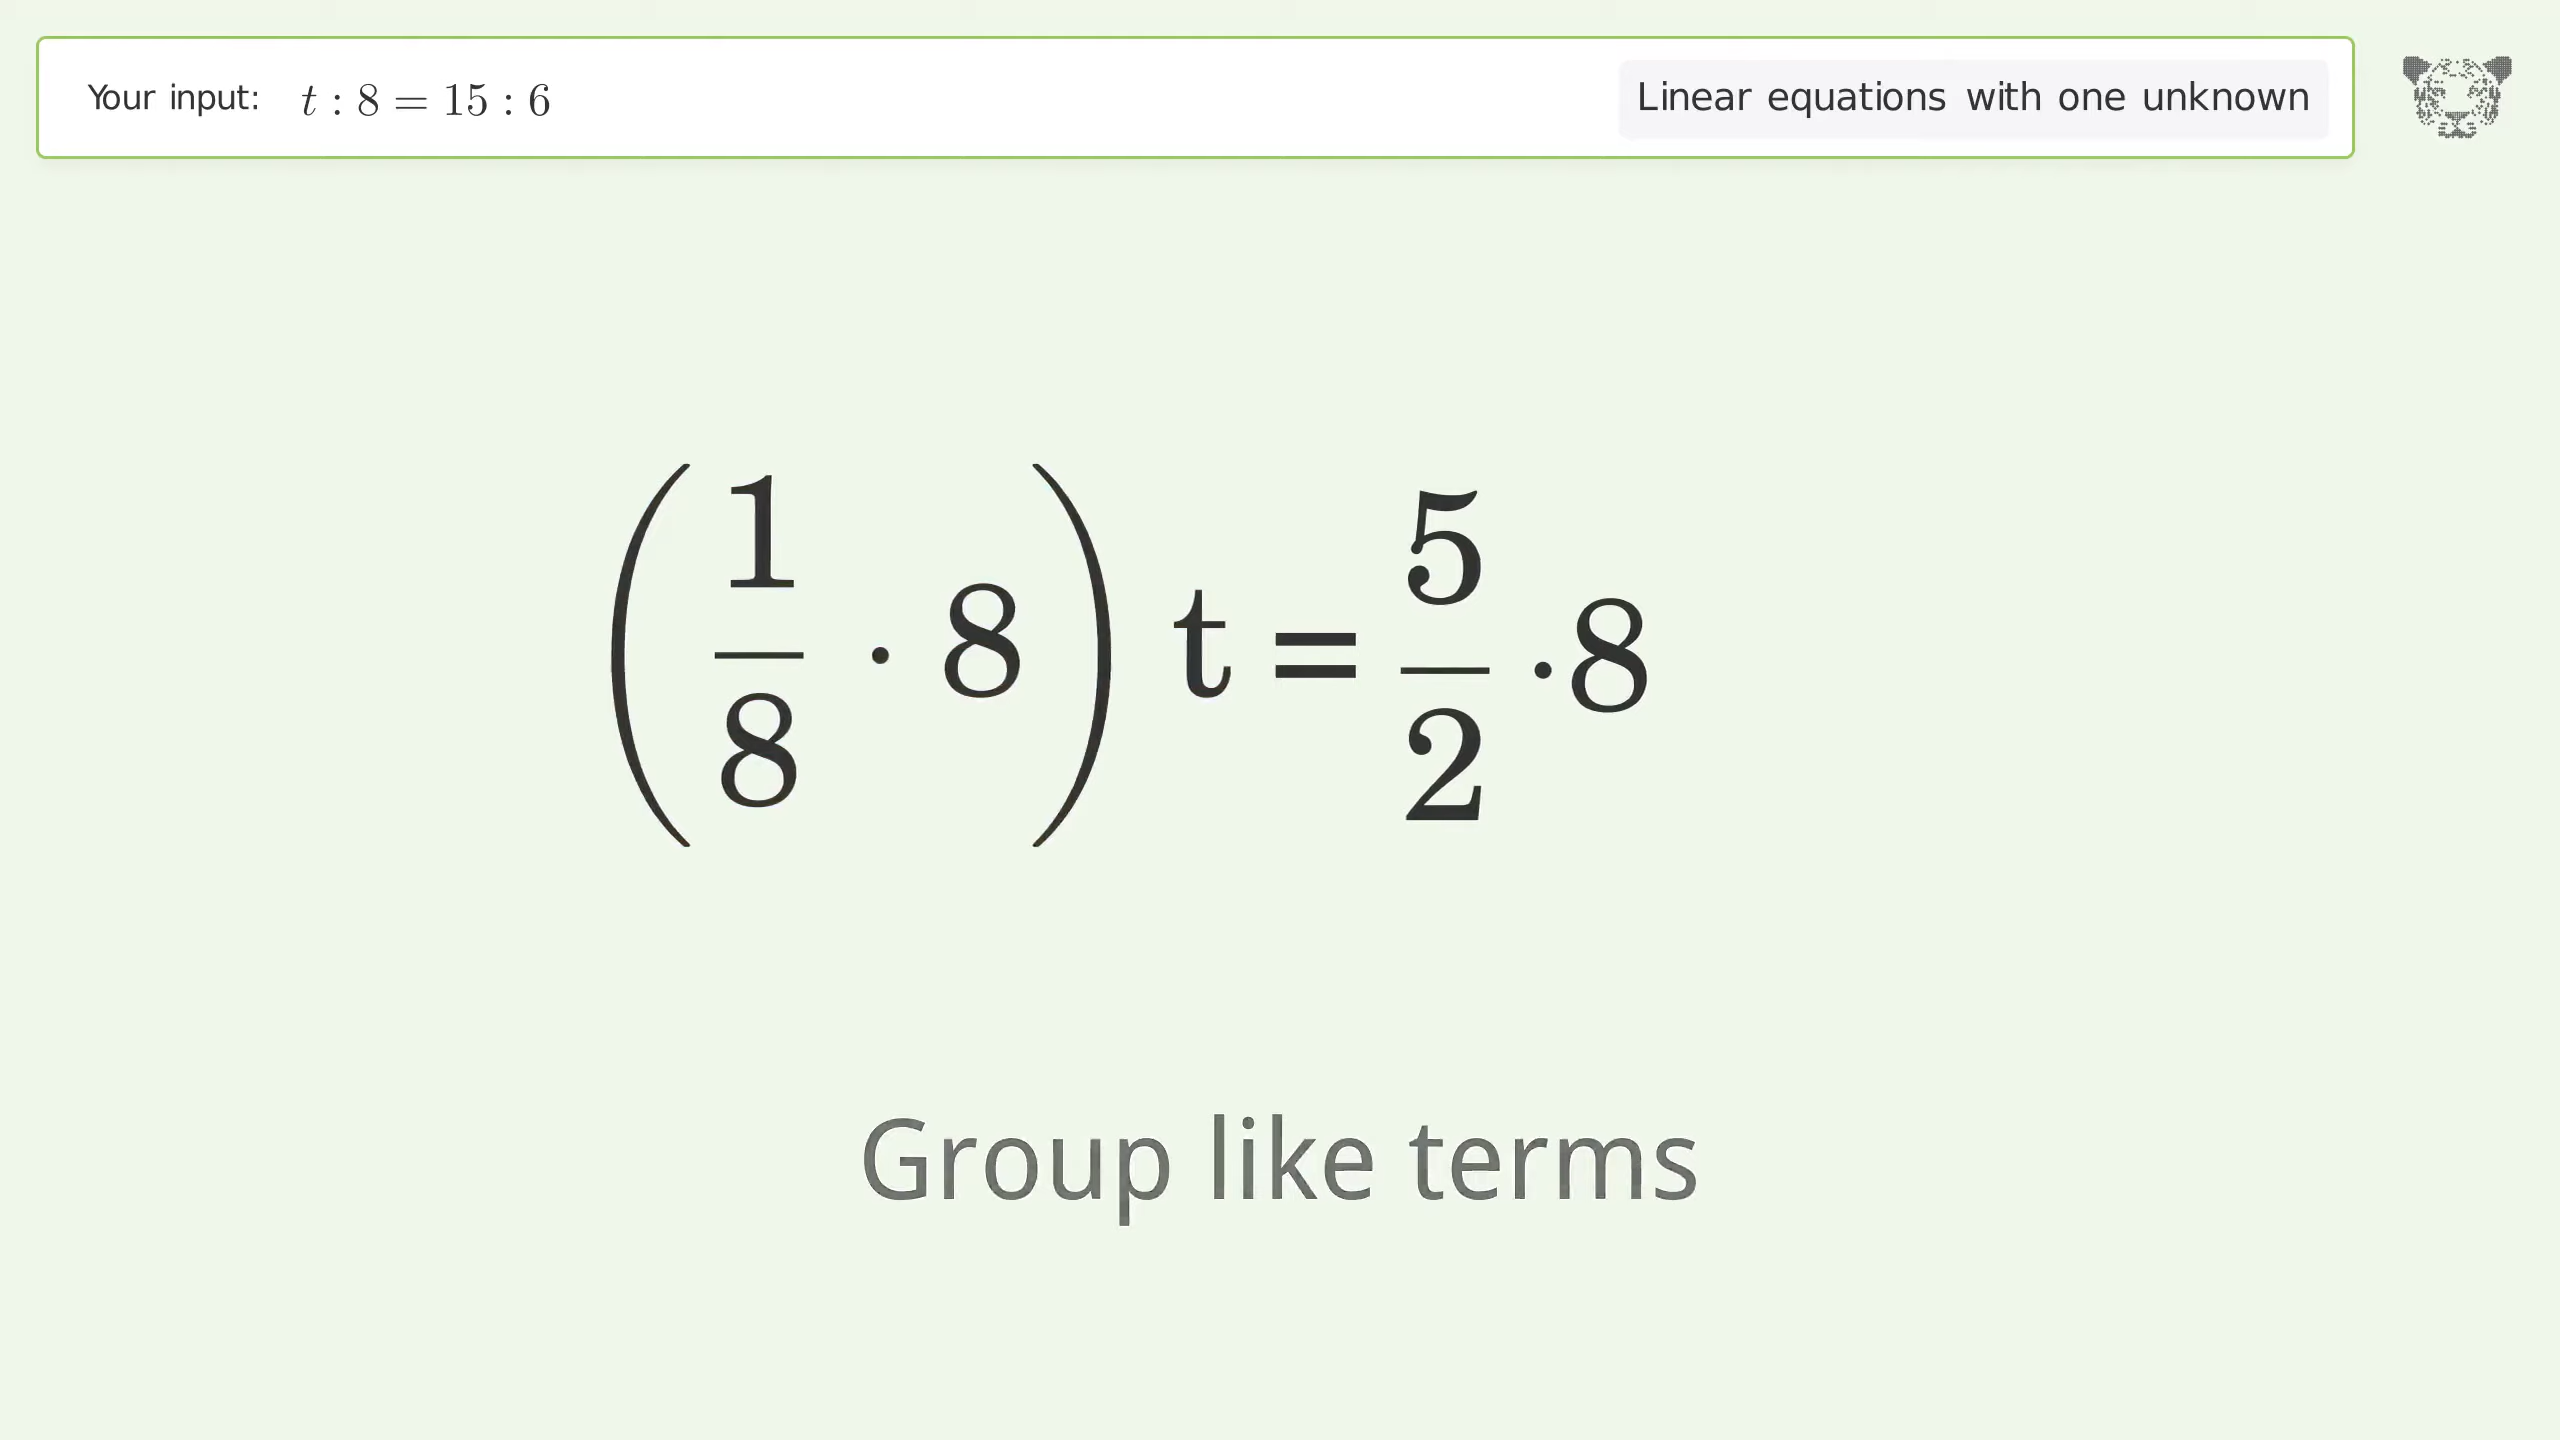 Your input: t : 8 = 15 : 6
Linear equations with one unknown
(1/8 · 8) t = 5/2 · 8
Group like terms